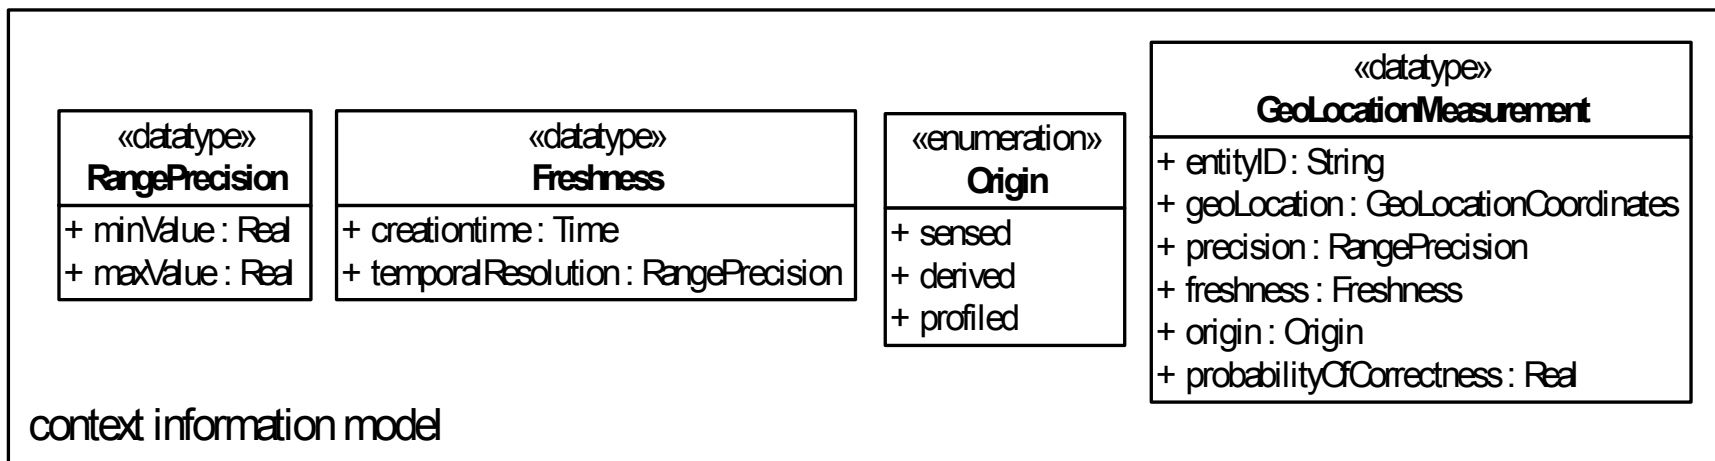 «datatype»
RangePrecision
+ minValue : Real
+ maxValue : Real
«datatype»
Freshness
+ creationtime : Time
+ temporalResolution : RangePrecision
«enumeration»
Origin
+ sensed
+ derived
+ profiled
«datatype»
GeoLocationMeasurement
+ entityID : String
+ geoLocation : GeoLocationCoordinates
+ precision : RangePrecision
+ freshness : Freshness
+ origin : Origin
+ probabilityOfCorrectness : Real
context information model